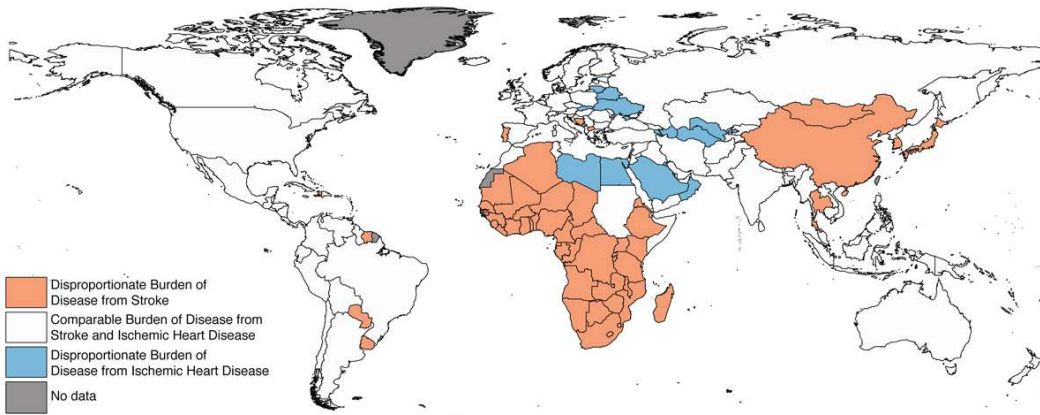 Disproportionate Burden of
Disease from Stroke
Comparable Burden of Disease from
Stroke and Ischemic Heart Disease
Disproportionate Burden of
Disease from Ischemic Heart Disease
No data